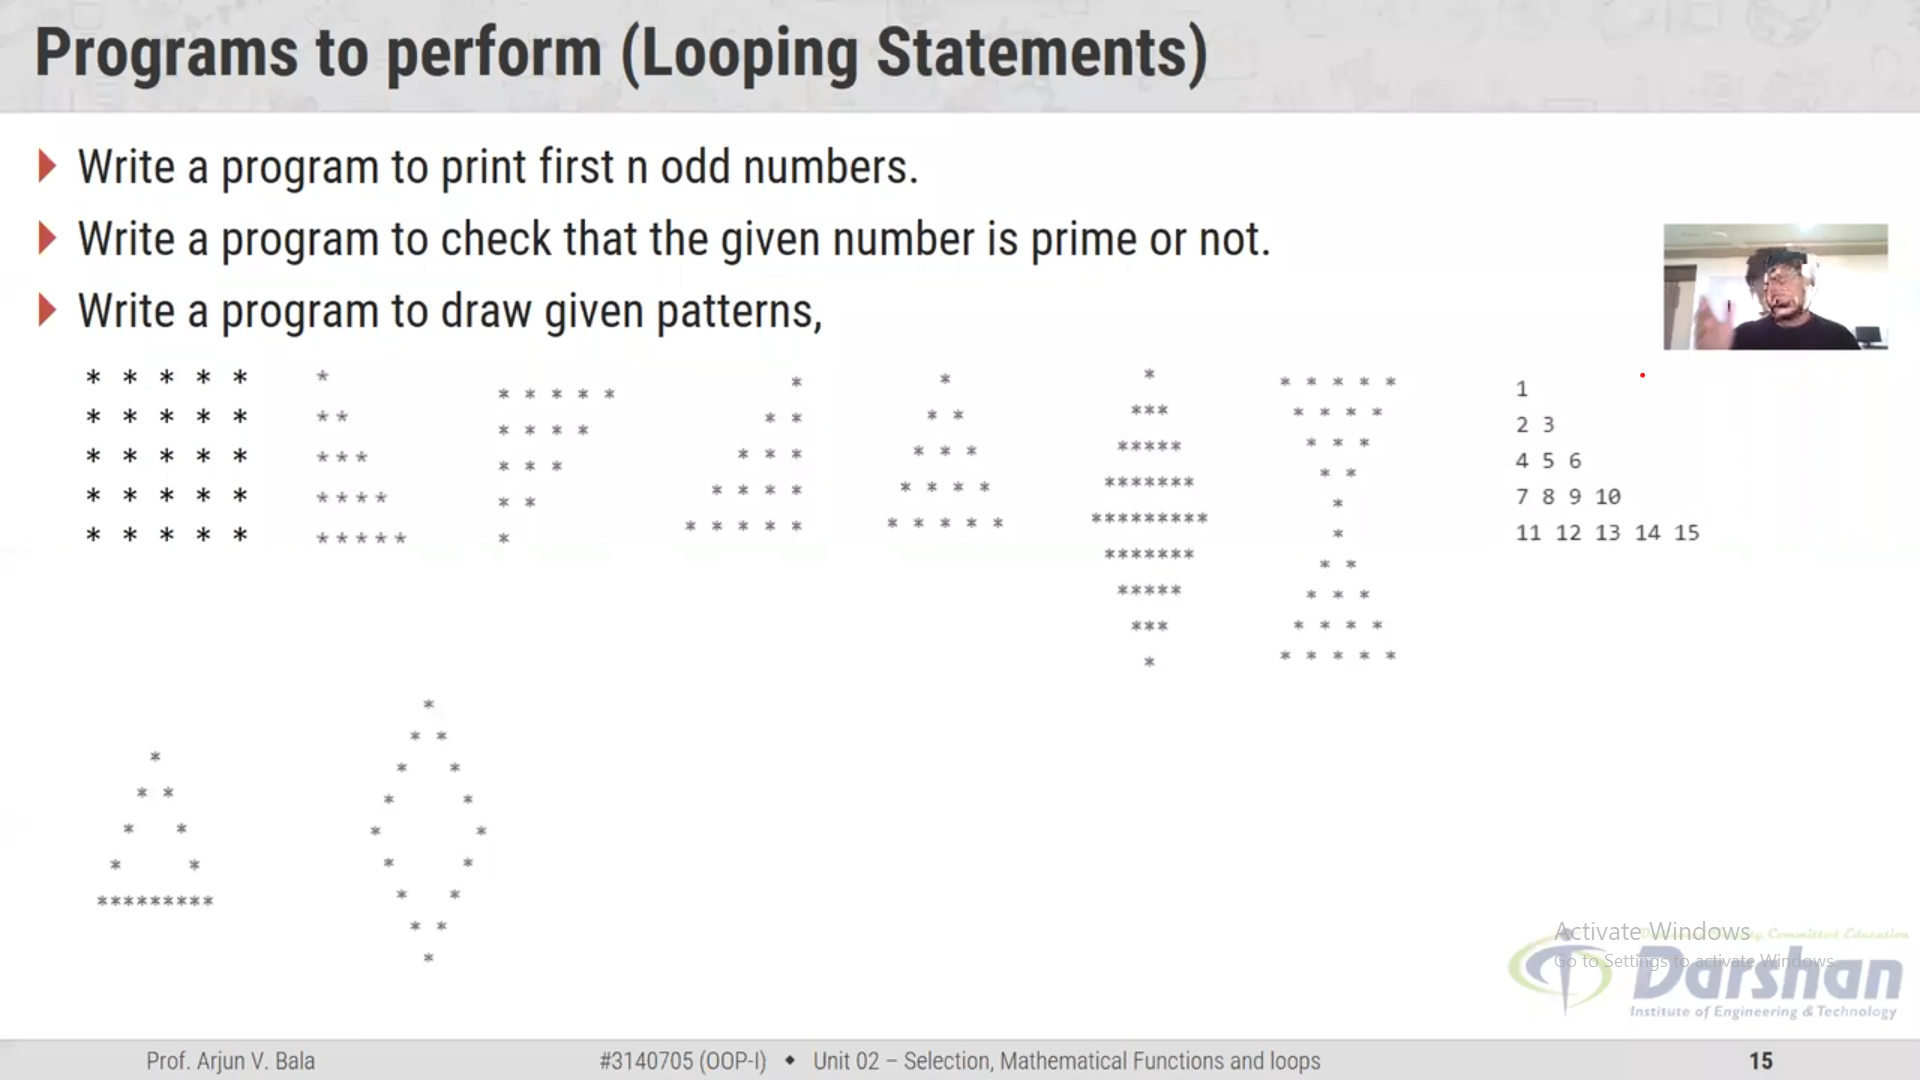 Programs to perform (Looping Statements)
Write a program to print first n odd numbers.
Write a program to check that the given number is prime or not.
Write a program to draw given patterns,
* * * * *
* * * * *
* * * * *
* * * * *
* * * * *
*
* *
* * *
* * * *
* * * * *
* * * * *
* * * *
* * *
* *
*
*
* *
* * *
* * * *
* * * * *
*
* *
* * *
* * * *
* * * * *
*
***
*****
*******
*********
*******
*****
***
*
* * * * *
* * * *
* * *
* *
*
*
* *
* * *
* * * *
* * * * *
1
2 3
4 5 6
7 8 9 10
11 12 13 14 15
*
* *
*   *
*     *
*********
*
* *
*   *
*     *
*       *
*     *
*   *
* *
*
Activate Windows
Go to Settings to activate Windows.
Committed Education
Darshan
Institute of Engineering & Technology
Prof. Arjun V. Bala
#3140705 (OOP-I) ◆ Unit 02 – Selection, Mathematical Functions and loops
15